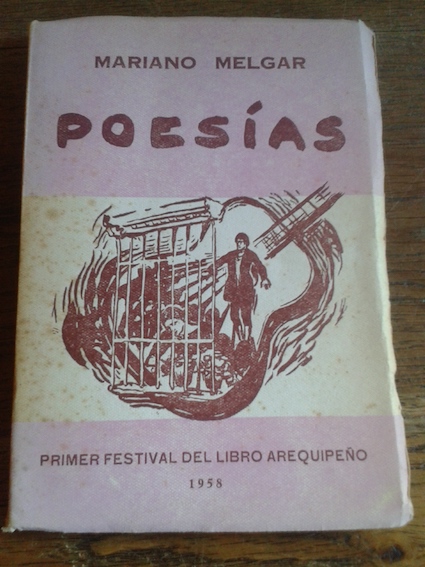 MARIANO MELGAR
POESÍAS
PRIMER FESTIVAL DEL LIBRO AREQUIPEÑO
1958